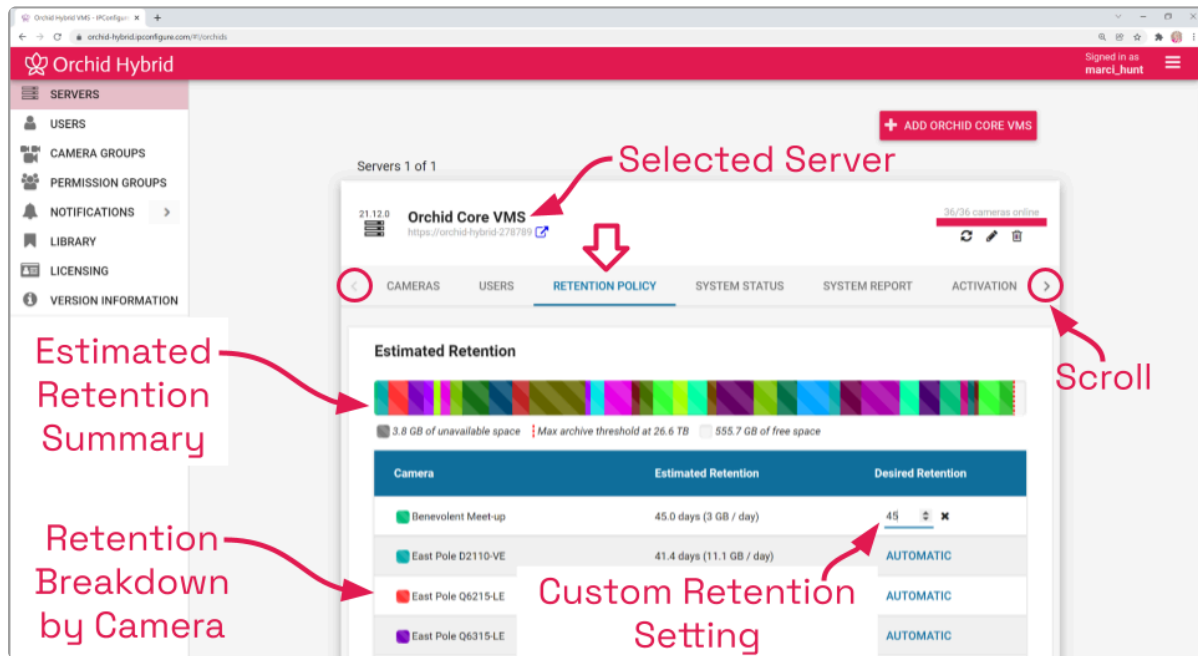 Orchid Hybrid VMS - IPConfigur
orchid-hybrid.ipconfigure.com/#!/orchids
Orchid Hybrid
Signed in as
marci_hunt
SERVERS
USERS
CAMERA GROUPS
PERMISSION GROUPS
NOTIFICATIONS
LIBRARY
LICENSING
VERSION INFORMATION
+ ADD ORCHID CORE VMS
Servers 1 of 1
Selected Server
21.12.0
Orchid Core VMS
https://orchid-hybrid-278789
36/36 cameras online
CAMERAS USERS RETENTION POLICY SYSTEM STATUS SYSTEM REPORT ACTIVATION
Scroll
Estimated
Retention
Summary
Estimated Retention
3.8 GB of unavailable space Max archive threshold at 26.6 TB 555.7 GB of free space
Camera Estimated Retention Desired Retention
Benevolent Meet-up 45.0 days (3 GB / day) 45
East Pole D2110-VE 41.4 days (11.1 GB / day) AUTOMATIC
East Pole Q6215-LE AUTOMATIC
East Pole Q6315-LE AUTOMATIC
Retention
Breakdown
by Camera
Custom Retention
Setting